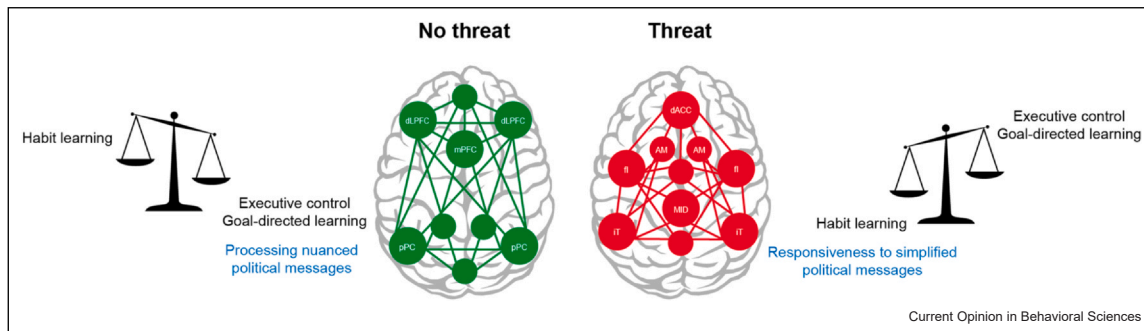 No threat
Threat
Habit learning
Executive control
Goal-directed learning
Processing nuanced
political messages
dLPFC
dLPFC
mPFC
pPC
pPC
dACC
AM
AM
fI
fI
MID
iT
iT
Executive control
Goal-directed learning
Habit learning
Responsiveness to simplified
political messages
Current Opinion in Behavioral Sciences